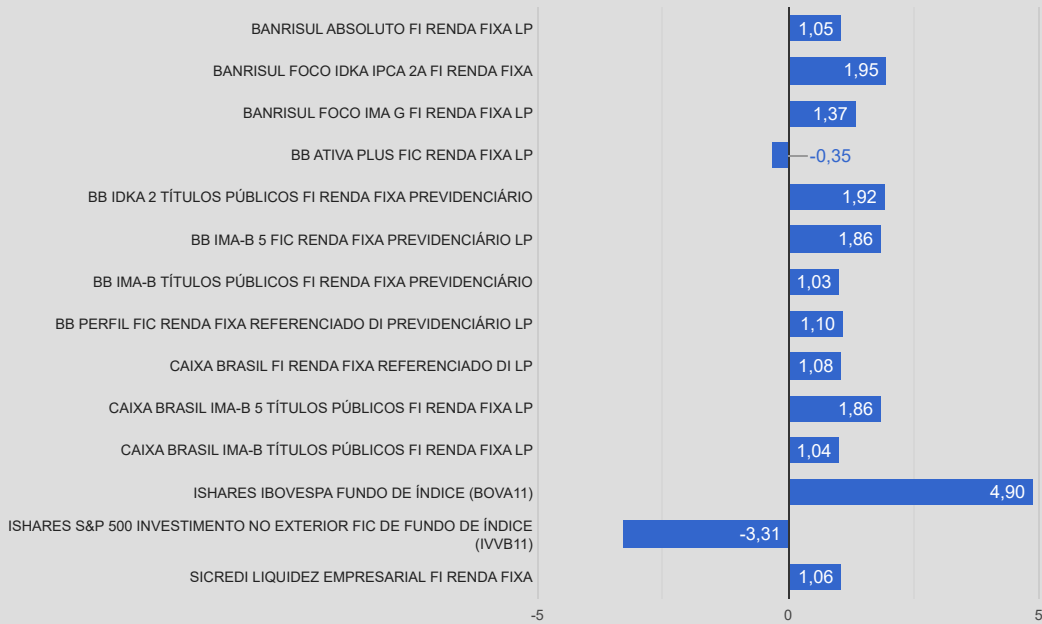 BANRISUL ABSOLUTO FI RENDA FIXA LP 1,05
BANRISUL FOCO IDKA IPCA 2A FI RENDA FIXA 1,95
BANRISUL FOCO IMA G FI RENDA FIXA LP 1,37
BB ATIVA PLUS FIC RENDA FIXA LP -0,35
BB IDKA 2 TÍTULOS PÚBLICOS FI RENDA FIXA PREVIDENCIÁRIO 1,92
BB IMA-B 5 FIC RENDA FIXA PREVIDENCIÁRIO LP 1,86
BB IMA-B TÍTULOS PÚBLICOS FI RENDA FIXA PREVIDENCIÁRIO 1,03
BB PERFIL FIC RENDA FIXA REFERENCIADO DI PREVIDENCIÁRIO LP 1,10
CAIXA BRASIL FI RENDA FIXA REFERENCIADO DI LP 1,08
CAIXA BRASIL IMA-B 5 TÍTULOS PÚBLICOS FI RENDA FIXA LP 1,86
CAIXA BRASIL IMA-B TÍTULOS PÚBLICOS FI RENDA FIXA LP 1,04
ISHARES IBOVESPA FUNDO DE ÍNDICE (BOVA11) 4,90
ISHARES S&P 500 INVESTIMENTO NO EXTERIOR FIC DE FUNDO DE ÍNDICE
(IVVB11) -3,31
SICREDI LIQUIDEZ EMPRESARIAL FI RENDA FIXA 1,06
-5 0 5